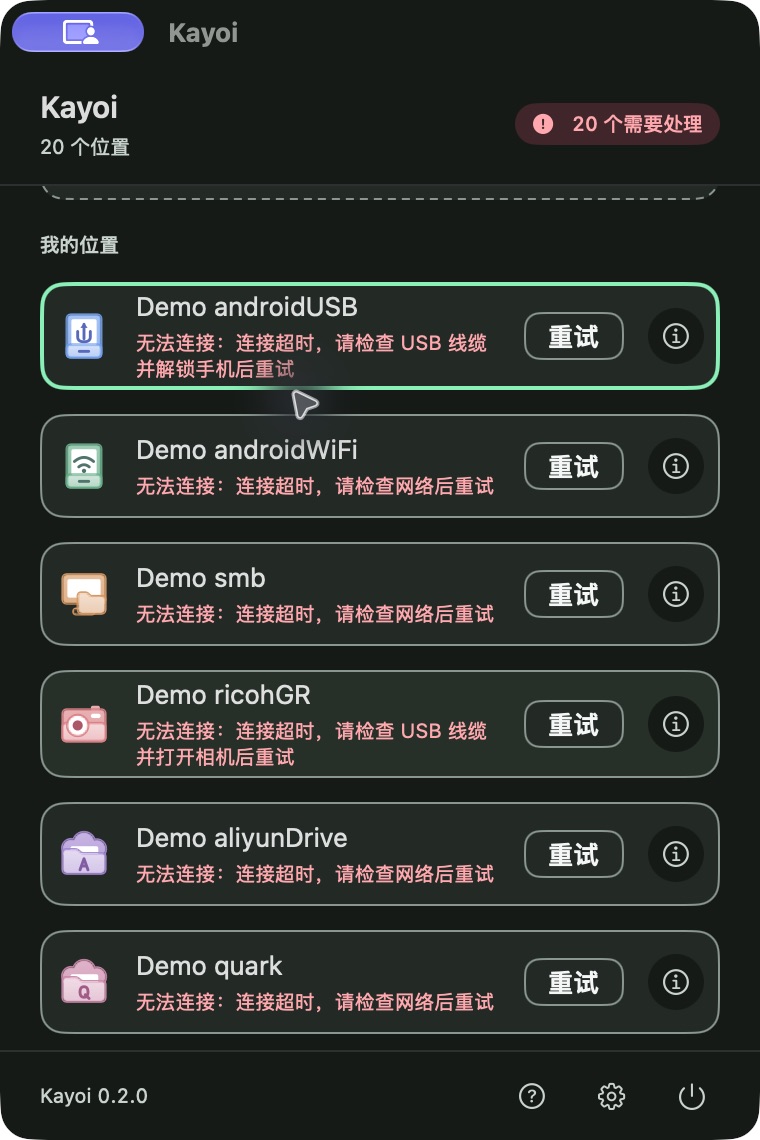 Kayoi
Kayoi
20 个位置
20 个需要处理
我的位置
Demo androidUSB
无法连接：连接超时，请检查 USB 线缆
并解锁手机后重试
重试
Demo androidWiFi
无法连接：连接超时，请检查网络后重试
重试
Demo smb
无法连接：连接超时，请检查网络后重试
重试
Demo ricohGR
无法连接：连接超时，请检查 USB 线缆
并打开相机后重试
重试
A
Demo aliyunDrive
无法连接：连接超时，请检查网络后重试
重试
Q
Demo quark
无法连接：连接超时，请检查网络后重试
重试
Kayoi 0.2.0